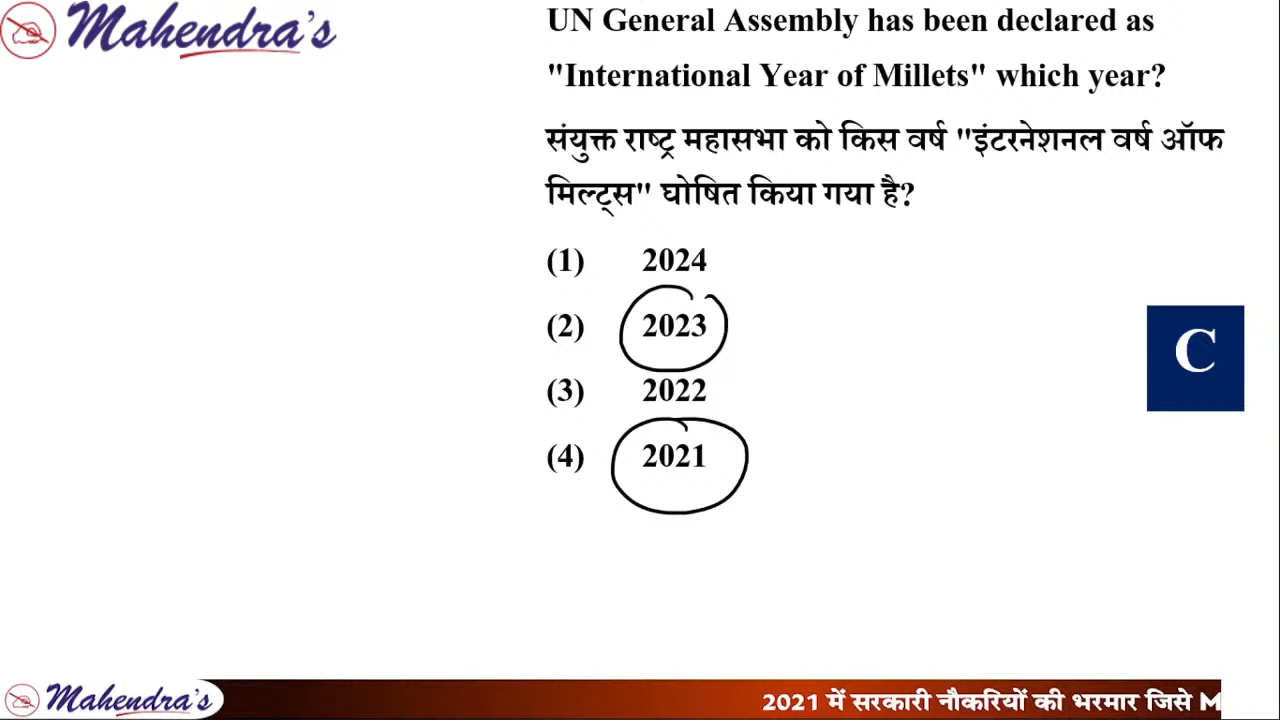 Mahendra's
UN General Assembly has been declared as
"International Year of Millets" which year?
संयुक्त राष्ट्र महासभा को किस वर्ष "इंटरनेशनल वर्ष ऑफ
मिल्ट्स" घोषित किया गया है?
(1) 2024
(2) 2023
(3) 2022
(4) 2021
C
Mahendra's
2021 में सरकारी नौकरियों की भरमार जिसे M